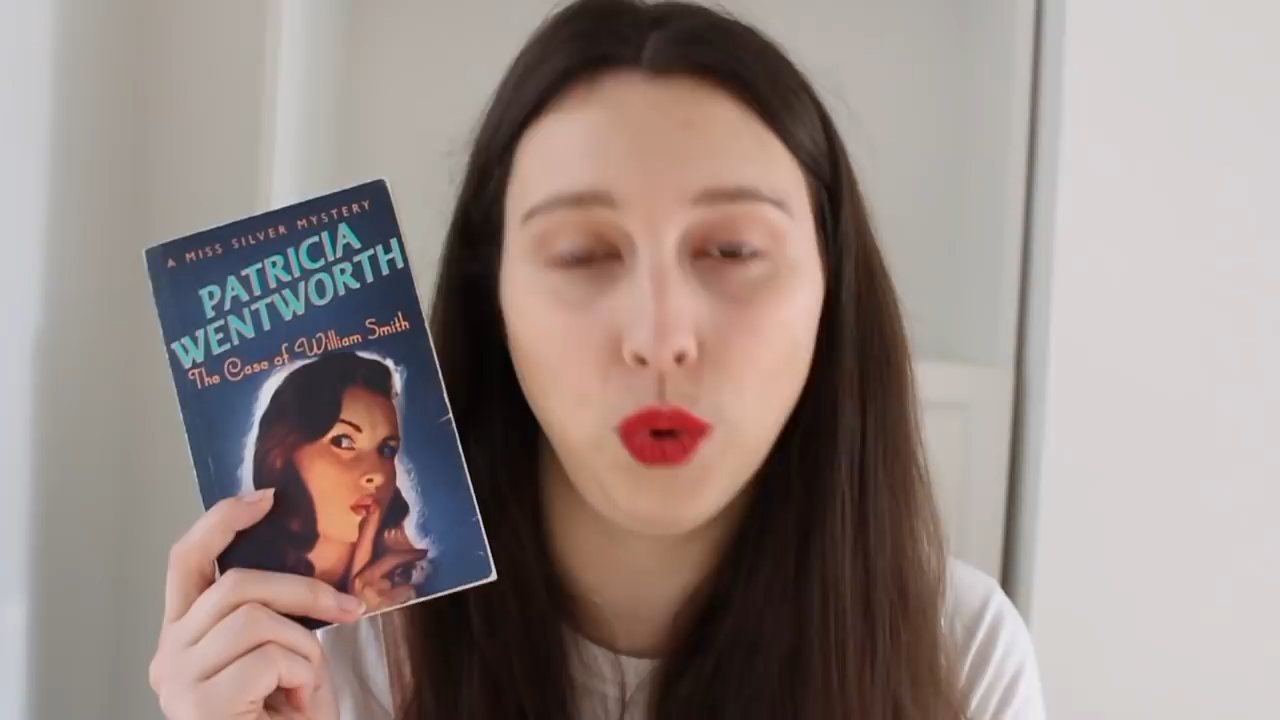 A MISS SILVER MYSTERY
PATRICIA
WENTWORTH
The Case of William Smith